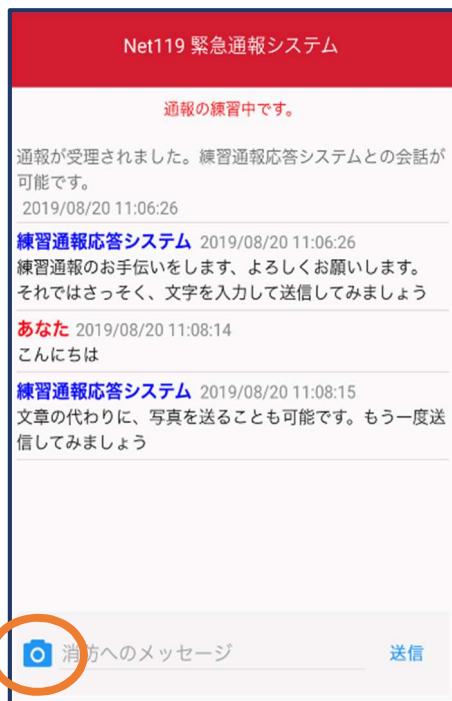 Net119 緊急通報システム
通報の練習中です。
通報が受理されました。練習通報応答システムとの会話が
可能です。
2019/08/20 11:06:26
練習通報応答システム 2019/08/20 11:06:26
練習通報のお手伝いをします、よろしくお願いします。
それではさっそく、文字を入力して送信してみましょう
あなた 2019/08/20 11:08:14
こんにちは
練習通報応答システム 2019/08/20 11:08:15
文章の代わりに、写真を送ることも可能です。もう一度送
信してみましょう
消防へのメッセージ 送信